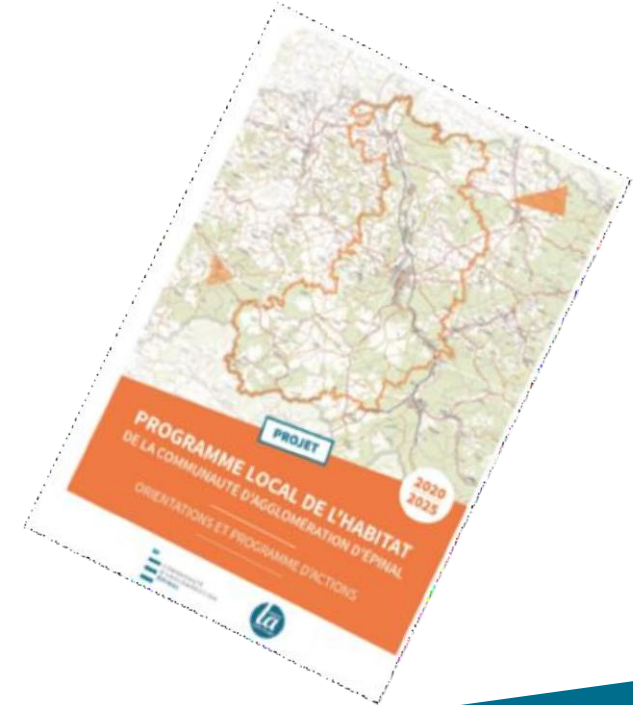 PROJET
PROGRAMME LOCAL DE L'HABITAT
DE LA COMMUNAUTÉ D'AGGLOMÉRATION D'ÉPINAL
2020
2025
ORIENTATIONS ET PROGRAMME D'ACTIONS